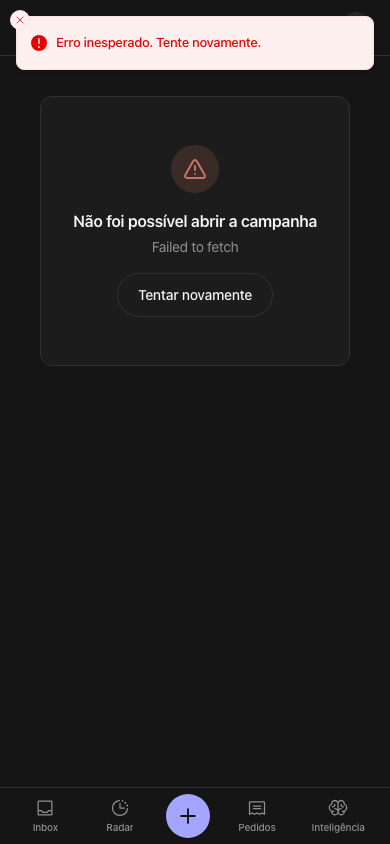 Erro inesperado. Tente novamente.
Não foi possível abrir a campanha
Failed to fetch
Tentar novamente
Inbox
Radar
Pedidos
Inteligência